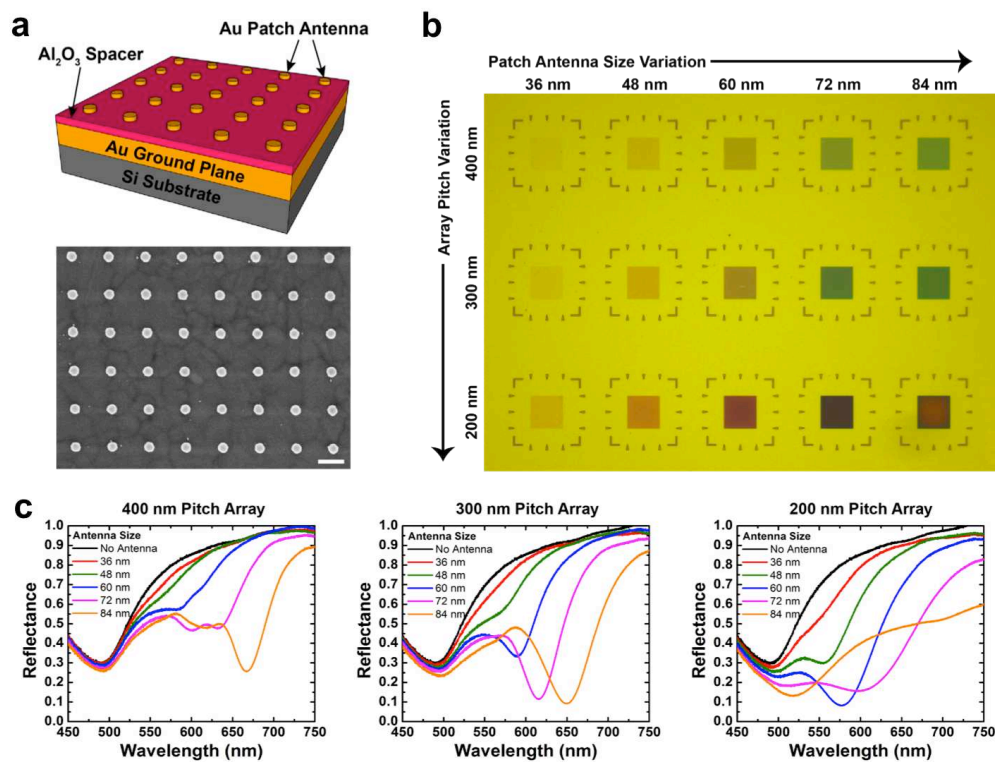 a
Au Patch Antenna
Al₂O₃ Spacer
Au Ground Plane
Si Substrate
b
Patch Antenna Size Variation
36 nm 48 nm 60 nm 72 nm 84 nm
Array Pitch Variation
400 nm
300 nm
200 nm
c
400 nm Pitch Array
Reflectance
1.0
0.9
0.8
0.7
0.6
0.5
0.4
0.3
0.2
0.1
0.0
Antenna Size
No Antenna
36 nm
48 nm
60 nm
72 nm
84 nm
450 500 550 600 650 700 750
Wavelength (nm)
300 nm Pitch Array
Reflectance
1.0
0.9
0.8
0.7
0.6
0.5
0.4
0.3
0.2
0.1
0.0
Antenna Size
No Antenna
36 nm
48 nm
60 nm
72 nm
84 nm
450 500 550 600 650 700 750
Wavelength (nm)
200 nm Pitch Array
Reflectance
1.0
0.9
0.8
0.7
0.6
0.5
0.4
0.3
0.2
0.1
0.0
Antenna Size
No Antenna
36 nm
48 nm
60 nm
72 nm
84 nm
450 500 550 600 650 700 750
Wavelength (nm)